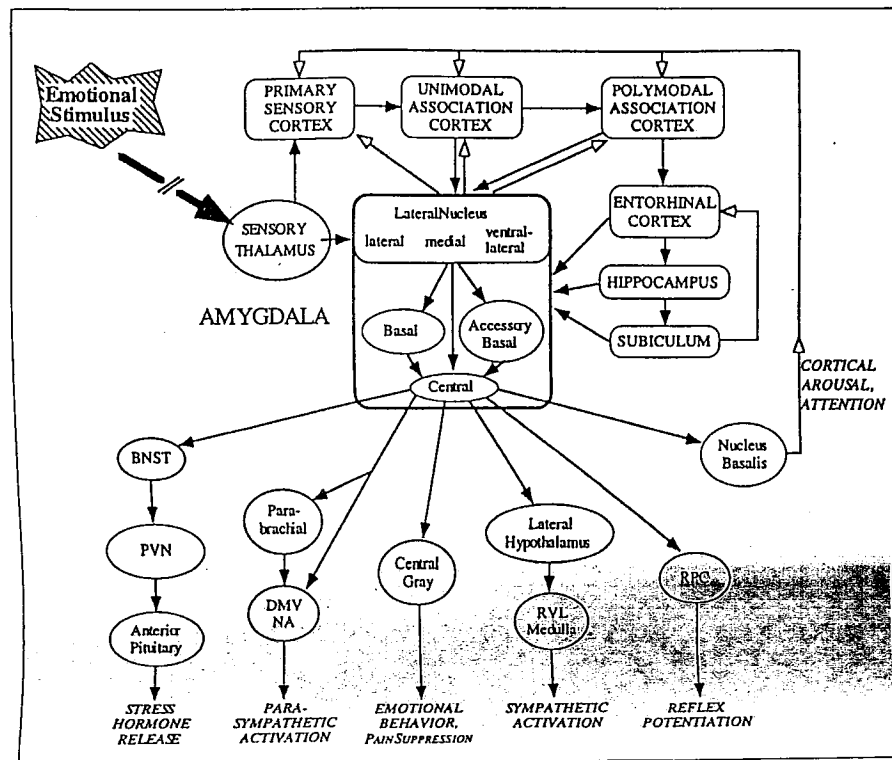 Emotional
Stimulus
PRIMARY
SENSORY
CORTEX
UNIMODAL
ASSOCIATION
CORTEX
POLYMODAL
ASSOCIATION
CORTEX
SENSORY
THALAMUS
LateralNucleus
lateral medial ventral-
lateral
ENTORHINAL
CORTEX
HIPPOCAMPUS
SUBICULUM
AMYGDALA
Basal
Accessory
Basal
Central
CORTICAL
AROUSAL,
ATTENTION
Nucleus
Basalis
BNST
PVN
Anterior
Pituitary
Para-
brachial
DMV
NA
Central
Gray
Lateral
Hypothalamus
RVL
Medulla
RPC
STRESS
HORMONE
RELEASE
PARA-
SYMPATHETIC
ACTIVATION
EMOTIONAL
BEHAVIOR,
PAIN SUPPRESSION
SYMPATHETIC
ACTIVATION
REFLEX
POTENTIATION